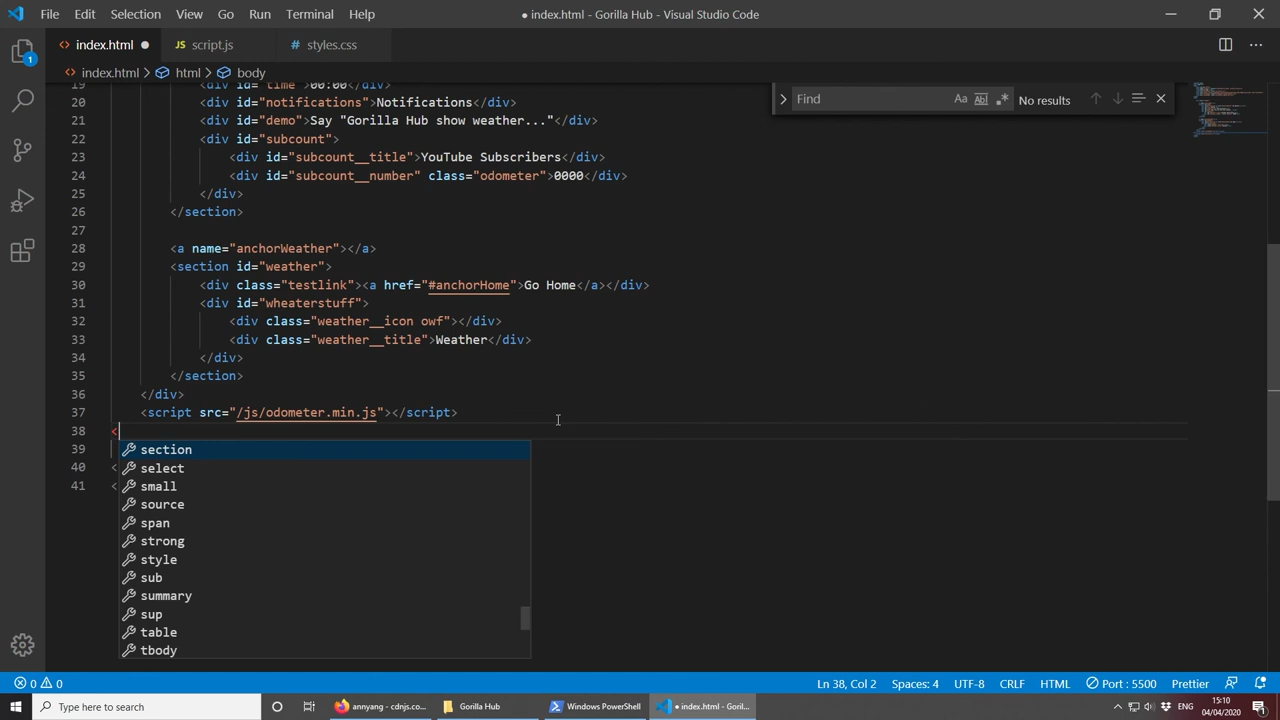 File Edit Selection View Go Run Terminal Help
● index.html - Gorilla Hub - Visual Studio Code
1
<> index.html ●
JS script.js
# styles.css
<> index.html > html > body
Find
Aa Abl .* No results
19 <div id="time">00:00</div>
20 <div id="notifications">Notifications</div>
21 <div id="demo">Say "Gorilla Hub show weather..."</div>
22 <div id="subcount">
23 <div id="subcount__title">YouTube Subscribers</div>
24 <div id="subcount__number" class="odometer">0000</div>
25 </div>
26 </section>
27
28 <a name="anchorWeather"></a>
29 <section id="weather">
30 <div class="testlink"><a href="#anchorHome">Go Home</a></div>
31 <div id="wheaterstuff">
32 <div class="weather__icon owf"></div>
33 <div class="weather__title">Weather</div>
34 </div>
35 </section>
36 </div>
37 <script src="/js/odometer.min.js"></script>
38 <
39
40 <
41 <
section
select
small
source
span
strong
style
sub
summary
sup
table
tbody
0 0
Ln 38, Col 2
Spaces: 4
UTF-8
CRLF
HTML
Port : 5500
Prettier
Type here to search
annyang - cdnjs.c...
Gorilla Hub
Windows PowerShell
● index.html - Goril...
ENG
15:10
04/04/2020